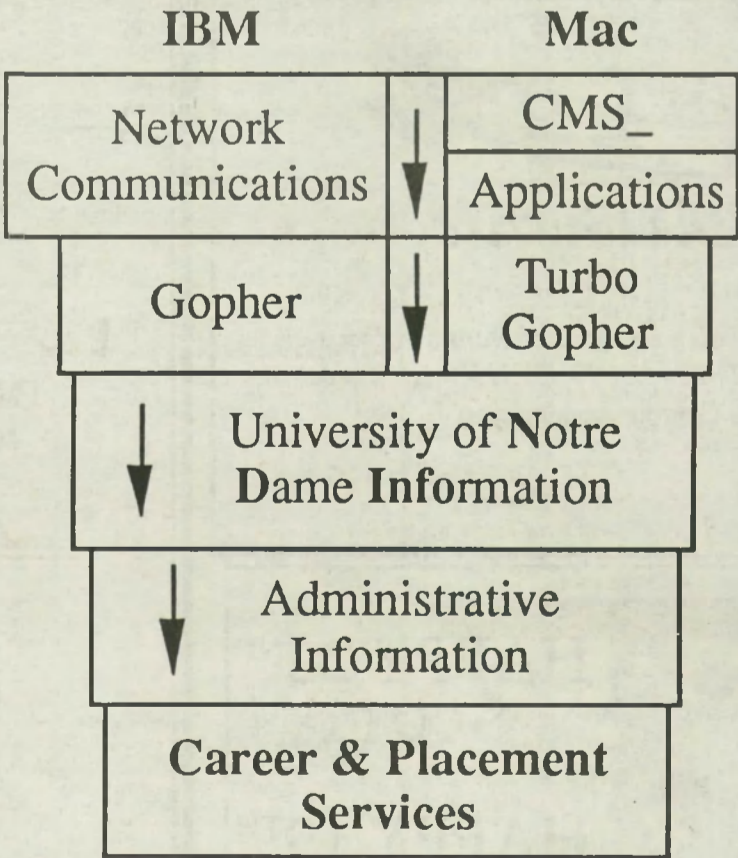 IBM Mac
Network
Communications
CMS_
Applications
Gopher
Turbo
Gopher
University of Notre
Dame Information
Administrative
Information
Career & Placement
Services